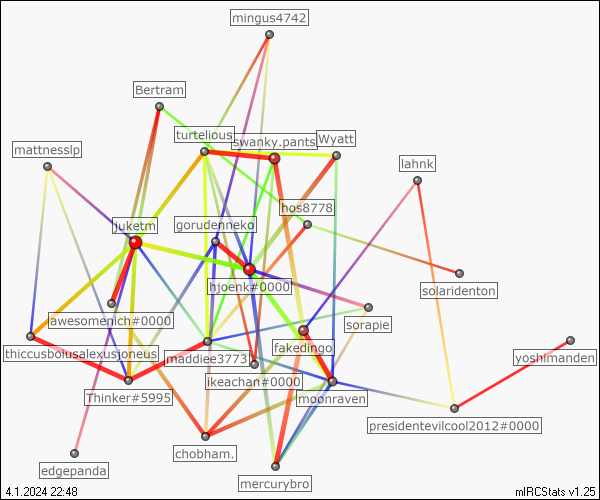 mingus4742
Bertram
turtelious
swanky.pants
Wyatt
mattnesslp
lahnk
hos8778
juketm
gorudenneko
hjoenk#0000
solaridenton
awesomenich#0000
sorapie
thiccusbolusalexusjoneus
maddiee3773
fakedingo
yoshimanden
ikeachan#0000
Thinker#5995
moonraven
presidentevilcool2012#0000
chobham.
edgepanda
mercurybro
4.1.2024 22:48
mIRCStats v1.25